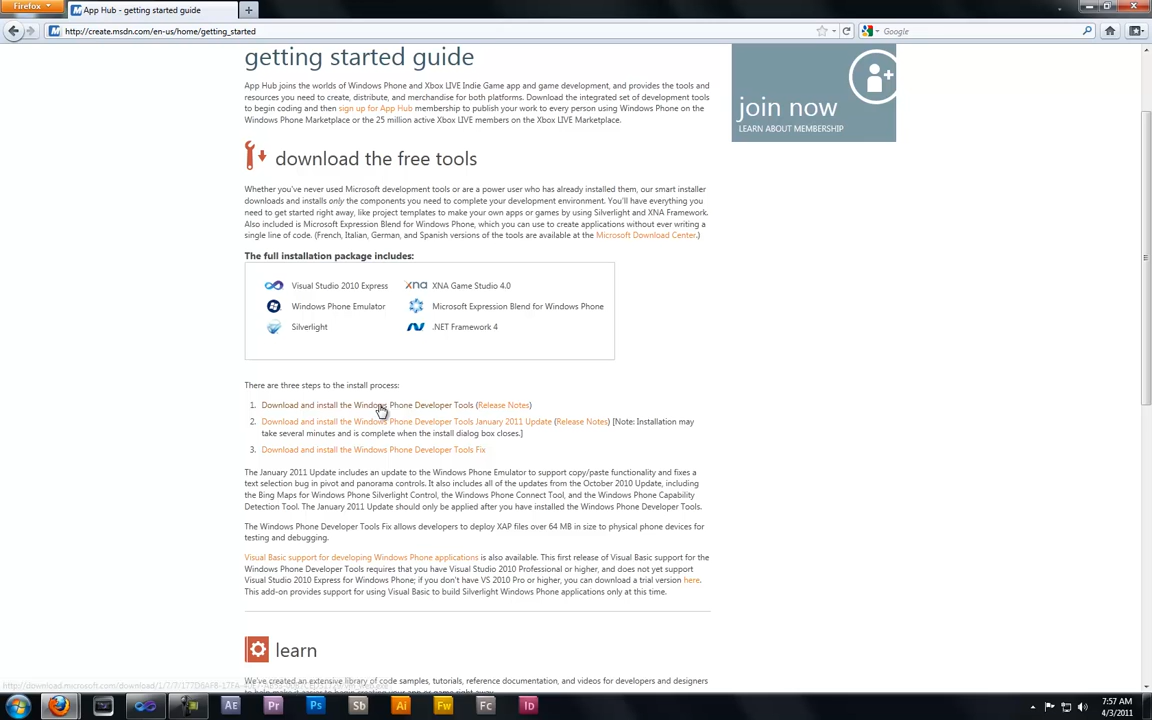 Firefox
App Hub - getting started guide
http://create.msdn.com/en-us/home/getting_started
Google
getting started guide
App Hub joins the worlds of Windows Phone and Xbox LIVE Indie Game app and game development, and provides the tools and
resources you need to create, distribute, and merchandise for both platforms. Download the integrated set of development tools
to begin coding and then sign up for App Hub membership to publish your work to every person using Windows Phone on the
Windows Phone Marketplace or the 25 million active Xbox LIVE members on the Xbox LIVE Marketplace.
join now
LEARN ABOUT MEMBERSHIP
download the free tools
Whether you've never used Microsoft development tools or are a power user who has already installed them, our smart installer
downloads and installs only the components you need to complete your development environment. You'll have everything you
need to get started right away, like project templates to make your own apps or games by using Silverlight and XNA Framework.
Also included is Microsoft Expression Blend for Windows Phone, which you can use to create applications without ever writing a
single line of code. (French, Italian, German, and Spanish versions of the tools are available at the Microsoft Download Center.)
The full installation package includes:
Visual Studio 2010 Express
xna XNA Game Studio 4.0
Windows Phone Emulator
Microsoft Expression Blend for Windows Phone
Silverlight
.NET Framework 4
There are three steps to the install process:
1. Download and install the Windows Phone Developer Tools (Release Notes)
2. Download and install the Windows Phone Developer Tools January 2011 Update (Release Notes) [Note: Installation may
take several minutes and is complete when the install dialog box closes.]
3. Download and install the Windows Phone Developer Tools Fix
The January 2011 Update includes an update to the Windows Phone Emulator to support copy/paste functionality and fixes a
text selection bug in pivot and panorama controls. It also includes all of the updates from the October 2010 Update, including
the Bing Maps for Windows Phone Silverlight Control, the Windows Phone Connect Tool, and the Windows Phone Capability
Detection Tool. The January 2011 Update should only be applied after you have installed the Windows Phone Developer Tools.
The Windows Phone Developer Tools Fix allows developers to deploy XAP files over 64 MB in size to physical phone devices for
testing and debugging.
Visual Basic support for developing Windows Phone applications is also available. This first release of Visual Basic support for the
Windows Phone Developer Tools requires that you have Visual Studio 2010 Professional or higher, and does not yet support
Visual Studio 2010 Express for Windows Phone; if you don't have VS 2010 Pro or higher, you can download a trial version here.
This add-on provides support for using Visual Basic to build Silverlight Windows Phone applications only at this time.
learn
We've created an extensive library of code samples, tutorials, reference documentation, and videos for developers and designers
Ae Pr Ps Sb Ai Fw Fc Id
7:57 AM
4/3/2011